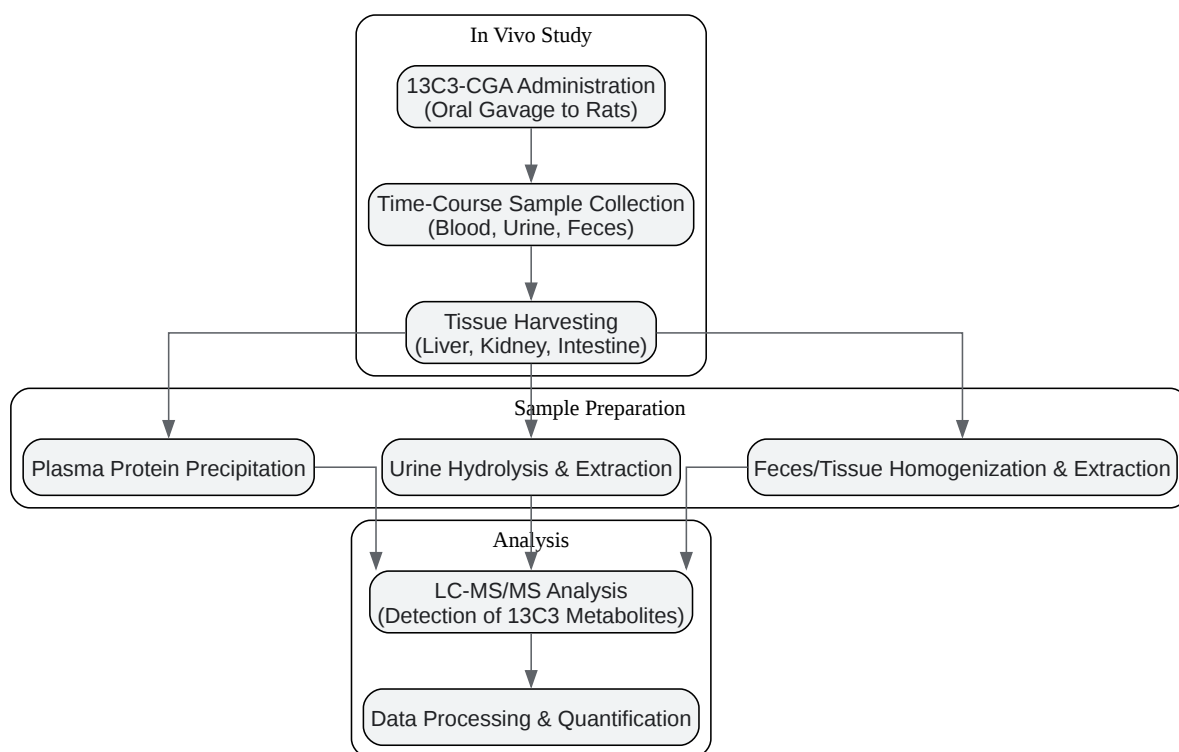 In Vivo Study
13C3-CGA Administration
(Oral Gavage to Rats)
Time-Course Sample Collection
(Blood, Urine, Feces)
Tissue Harvesting
(Liver, Kidney, Intestine)
Sample Preparation
Plasma Protein Precipitation
Urine Hydrolysis & Extraction
Feces/Tissue Homogenization & Extraction
Analysis
LC-MS/MS Analysis
(Detection of 13C3 Metabolites)
Data Processing & Quantification